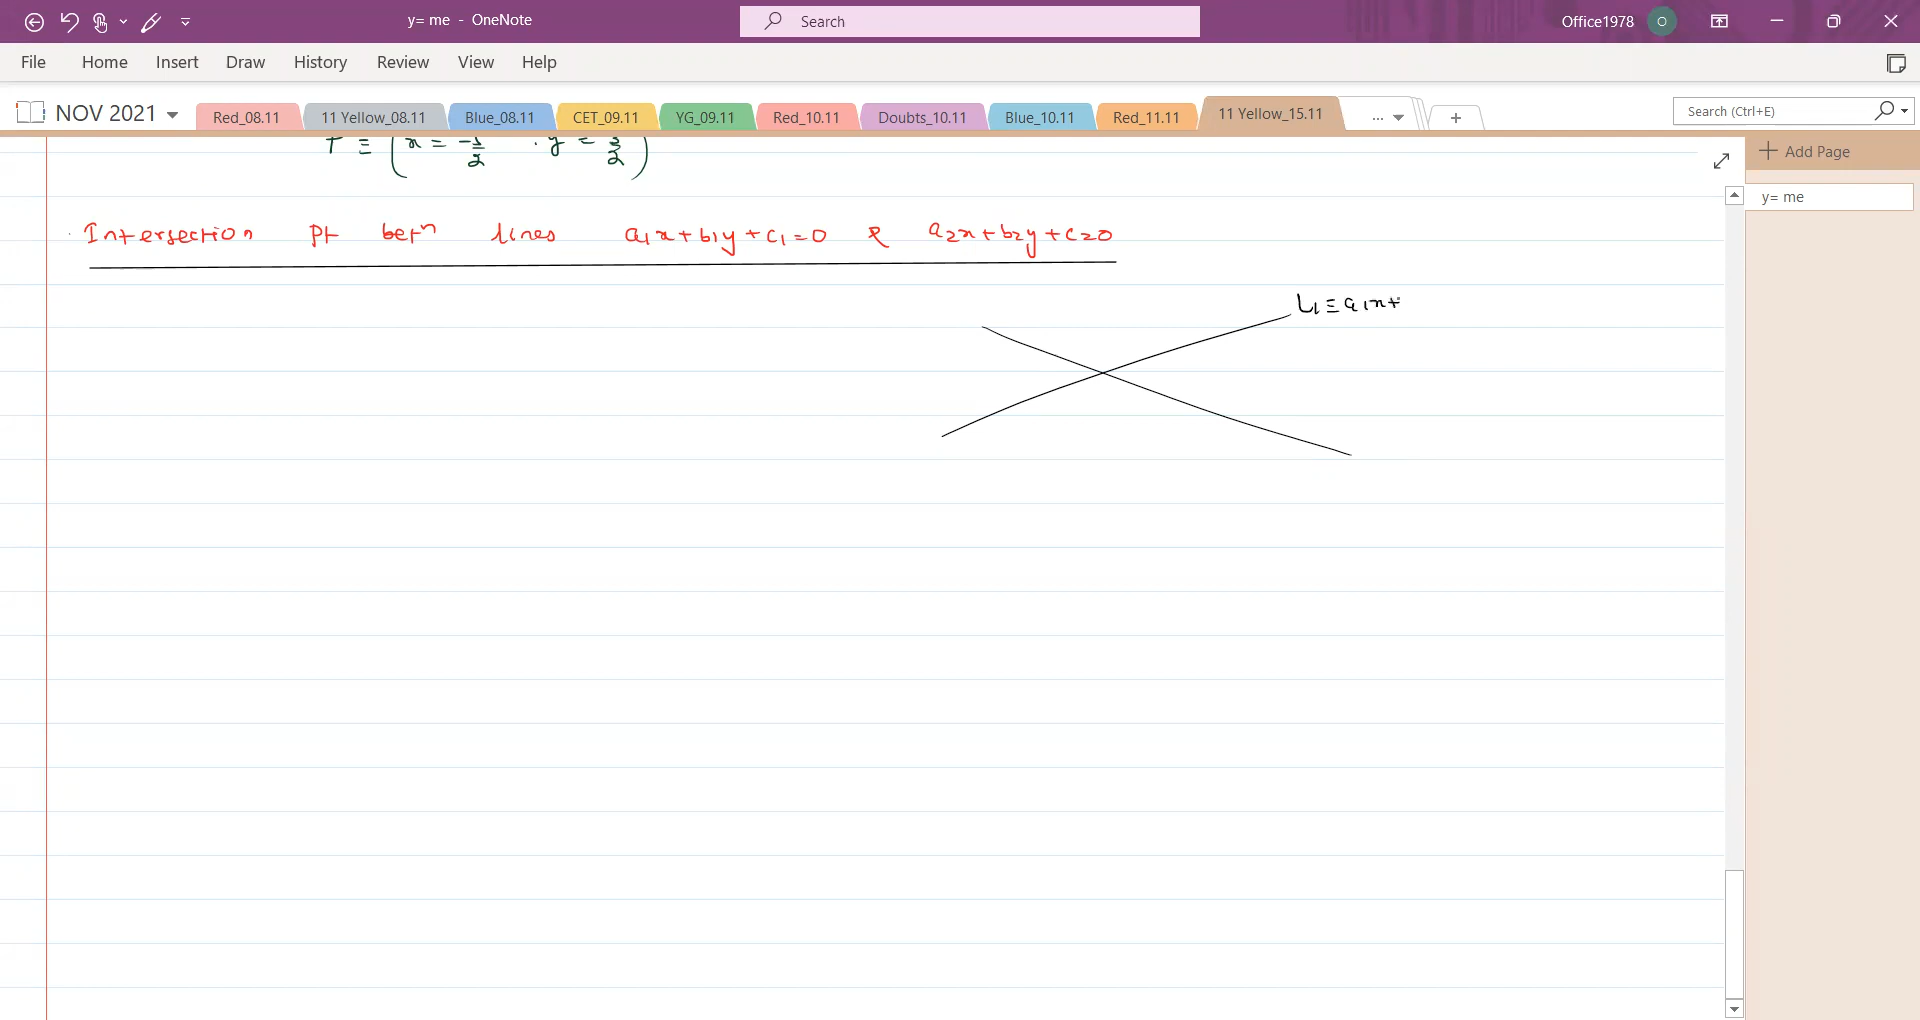 y= me - OneNote
Search
Office1978
O
File Home Insert Draw History Review View Help
NOV 2021
Red_08.11
11 Yellow_08.11
Blue_08.11
CET_09.11
YG_09.11
Red_10.11
Doubts_10.11
Blue_10.11
Red_11.11
11 Yellow_15.11
...
+
Search (Ctrl+E)
Add Page
y= me
Intersection Pt betⁿ lines a₁x+b₁y+c₁=0 & a₂x+b₂y+c=0
L₁≡a₁x+